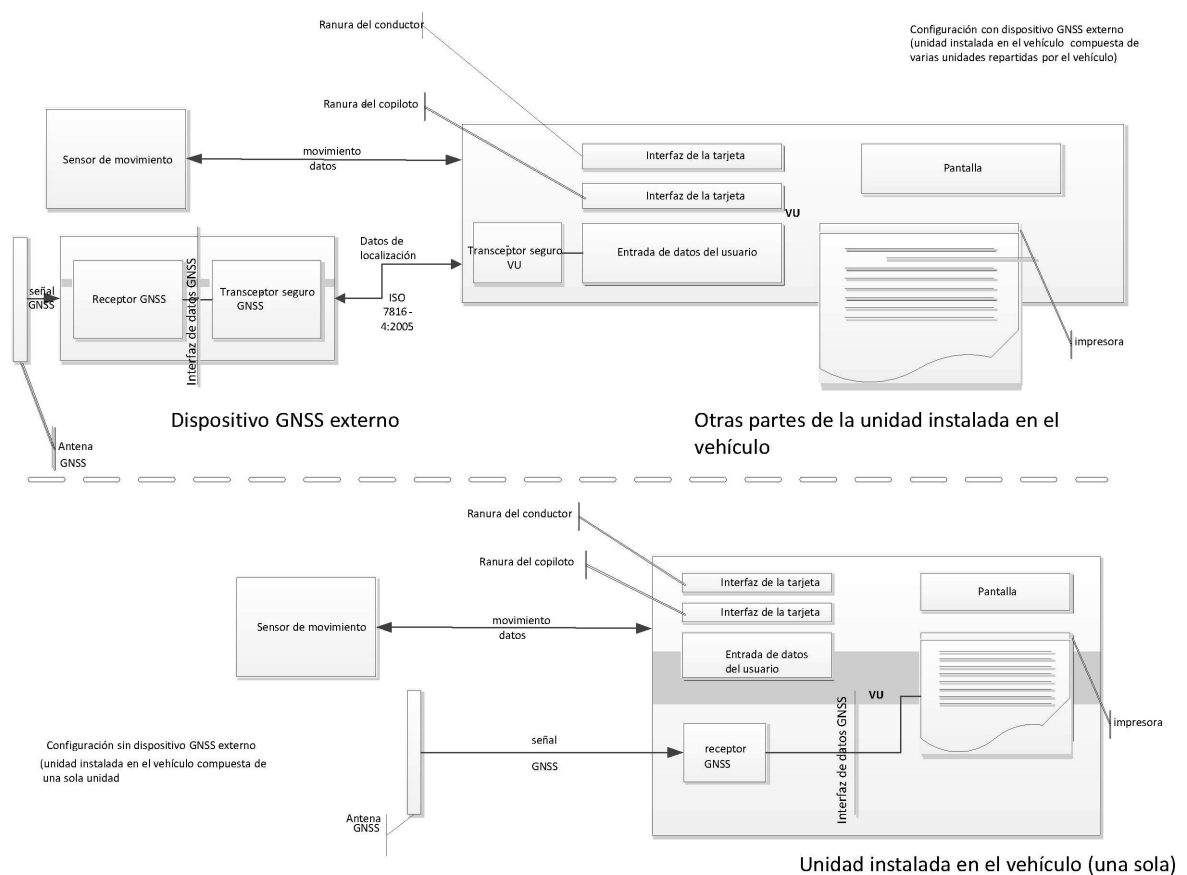 Ranura del conductor
Configuración con dispositivo GNSS externo
(unidad instalada en el vehículo compuesta de
varias unidades repartidas por el vehículo)
Ranura del copiloto
Sensor de movimiento
movimiento
datos
Interfaz de la tarjeta
Pantalla
Interfaz de la tarjeta
VU
Transceptor seguro
VU
Entrada de datos del usuario
Datos de
localización
señal
GNSS
Receptor GNSS
Interfaz de datos GNSS
Transceptor seguro
GNSS
ISO
7816 -
4:2005
impresora
Dispositivo GNSS externo
Otras partes de la unidad instalada en el
vehículo
Antena
GNSS
Ranura del conductor
Ranura del copiloto
Interfaz de la tarjeta
Pantalla
Interfaz de la tarjeta
Sensor de movimiento
movimiento
datos
Entrada de datos
del usuario
VU
Interfaz de datos GNSS
impresora
Configuración sin dispositivo GNSS externo
(unidad instalada en el vehículo compuesta de
una sola unidad
señal
GNSS
receptor
GNSS
Antena
GNSS
Unidad instalada en el vehículo (una sola)